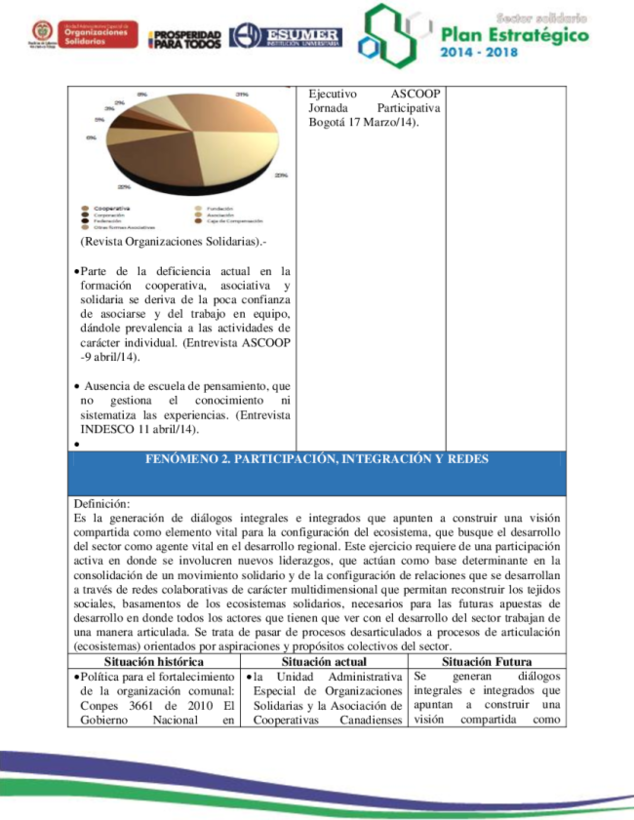 Organizaciones
Solidarias
PROSPERIDAD
PARA TODOS
ESUMER
INSTITUCIÓN UNIVERSITARIA
Sector solidario
Plan Estratégico
2014 - 2018
Cooperativa
Corporación
Federación
Otras formas Asociativas
Fundación
Asociación
Caja de Compensación
(Revista Organizaciones Solidarias).-
•Parte de la deficiencia actual en la
formación cooperativa, asociativa y
solidaria se deriva de la poca confianza
de asociarse y del trabajo en equipo,
dándole prevalencia a las actividades de
carácter individual. (Entrevista ASCOOP
-9 abril/14).
• Ausencia de escuela de pensamiento, que
no gestiona el conocimiento ni
sistematiza las experiencias. (Entrevista
INDESCO 11 abril/14).
•
Ejecutivo ASCOOP
Jornada Participativa
Bogotá 17 Marzo/14).
FENÓMENO 2. PARTICIPACIÓN, INTEGRACIÓN Y REDES
Definición:
Es la generación de diálogos integrales e integrados que apunten a construir una visión
compartida como elemento vital para la configuración del ecosistema, que busque el desarrollo
del sector como agente vital en el desarrollo regional. Este ejercicio requiere de una participación
activa en donde se involucren nuevos liderazgos, que actúan como base determinante en la
consolidación de un movimiento solidario y de la configuración de relaciones que se desarrollan
a través de redes colaborativas de carácter multidimensional que permitan reconstruir los tejidos
sociales, basamentos de los ecosistemas solidarios, necesarios para las futuras apuestas de
desarrollo en donde todos los actores que tienen que ver con el desarrollo del sector trabajan de
una manera articulada. Se trata de pasar de procesos desarticulados a procesos de articulación
(ecosistemas) orientados por aspiraciones y propósitos colectivos del sector.
Situación histórica
•Política para el fortalecimiento
de la organización comunal:
Conpes 3661 de 2010 El
Gobierno Nacional en
Situación actual
•la Unidad Administrativa
Especial de Organizaciones
Solidarias y la Asociación de
Cooperativas Canadienses
Situación Futura
Se generan diálogos
integrales e integrados que
apuntan a construir una
visión compartida como